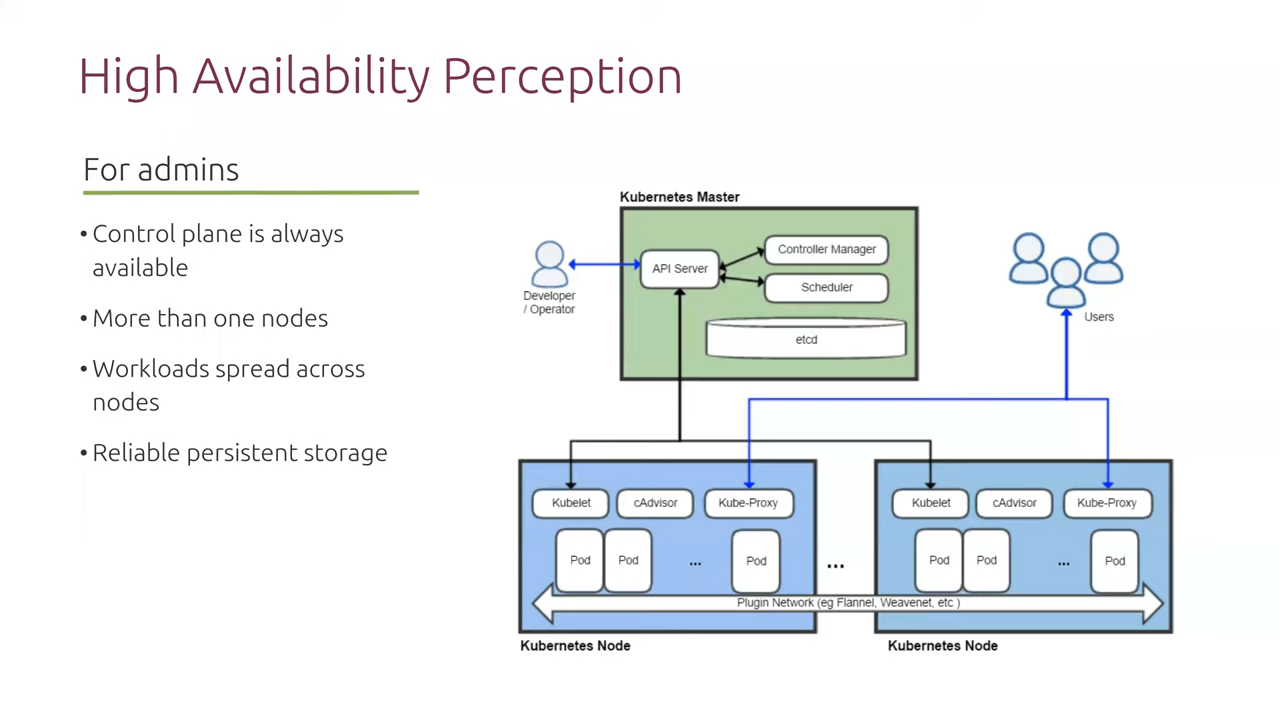 High Availability Perception
For admins
• Control plane is always
available
• More than one nodes
• Workloads spread across
nodes
• Reliable persistent storage
Kubernetes Master
API Server
Controller Manager
Scheduler
etcd
Developer
/ Operator
Users
Kubelet
cAdvisor
Kube-Proxy
Pod
Pod
...
Pod
...
Kubelet
cAdvisor
Kube-Proxy
Pod
Pod
...
Pod
Plugin Network (eg Flannel, Weavenet, etc )
Kubernetes Node
Kubernetes Node